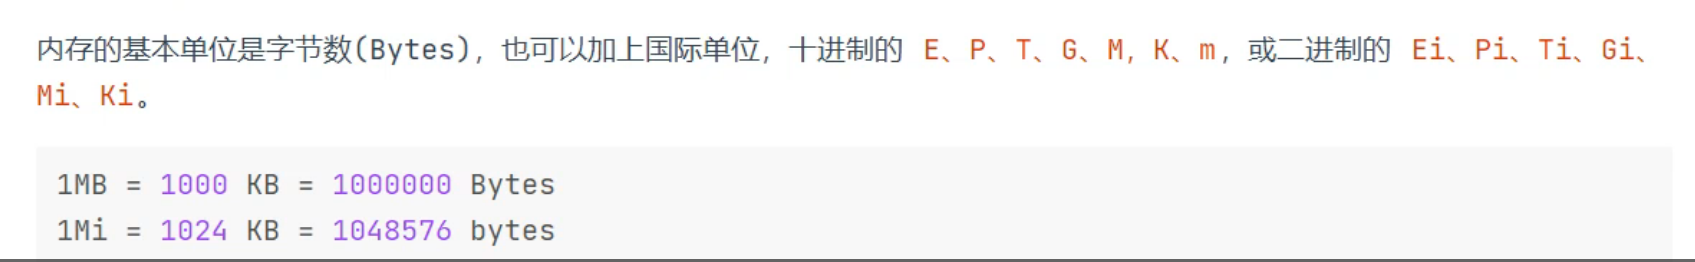 内存的基本单位是字节数(Bytes)，也可以加上国际单位，十进制的 E、P、T、G、M, K、m，或二进制的 Ei、Pi、Ti、Gi、
Mi、Ki。
1MB = 1000 KB = 1000000 Bytes
1Mi = 1024 KB = 1048576 bytes